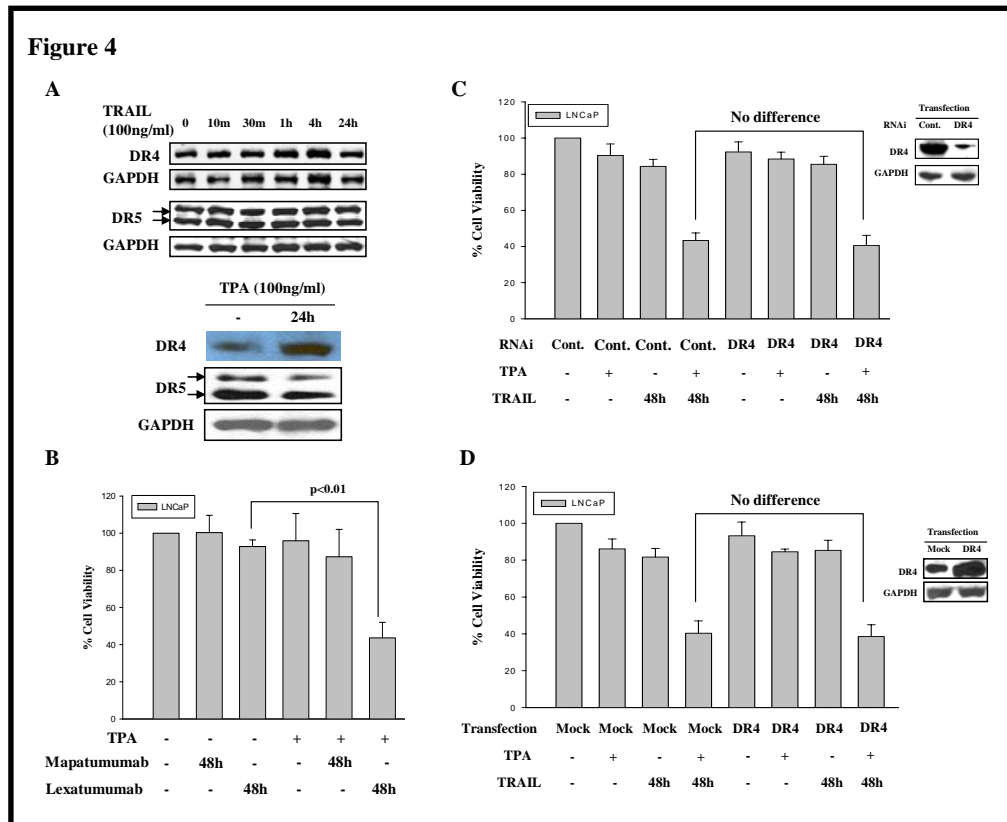 Figure 4
A
TRAIL
(100ng/ml)
0 10m 30m 1h 4h 24h
DR4
GAPDH
DR5
GAPDH
TPA (100ng/ml)
- 24h
DR4
DR5
GAPDH
B
120
100
80
60
40
20
0
% Cell Viability
LNCaP
p<0.01
TPA - - - + + +
Mapatumumab - 48h - - 48h -
Lexatumumab - - 48h - - 48h
C
120
100
80
60
40
20
0
% Cell Viability
LNCaP
No difference
Transfection
RNAi Cont. DR4
DR4
GAPDH
RNAi Cont. Cont. Cont. Cont. DR4 DR4 DR4 DR4
TPA - + - + - + - +
TRAIL - - 48h 48h - - 48h 48h
D
120
100
80
60
40
20
0
% Cell Viability
LNCaP
No difference
Transfection
Mock DR4
DR4
GAPDH
Transfection Mock Mock Mock Mock DR4 DR4 DR4 DR4
TPA - + - + - + - +
TRAIL - - 48h 48h - - 48h 48h